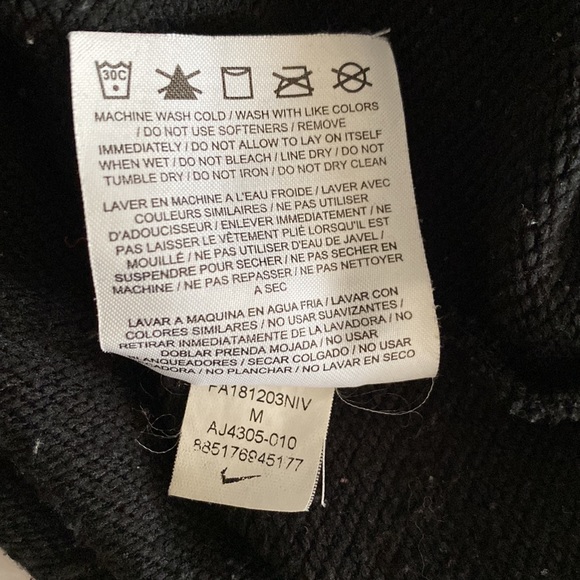 30C
MACHINE WASH COLD / WASH WITH LIKE COLORS
/ DO NOT USE SOFTENERS / REMOVE
IMMEDIATELY / DO NOT ALLOW TO LAY ON ITSELF
WHEN WET / DO NOT BLEACH / LINE DRY / DO NOT
TUMBLE DRY / DO NOT IRON / DO NOT DRY CLEAN
LAVER EN MACHINE A L'EAU FROIDE / LAVER AVEC
COULEURS SIMILAIRES / NE PAS UTILISER
D'ADOUCISSEUR / ENLEVER IMMEDIATEMENT / NE
PAS LAISSER LE VÊTEMENT PLIÉ LORSQU'IL EST
MOUILLÉ / NE PAS UTILISER D'EAU DE JAVEL /
SUSPENDRE POUR SECHER / NE PAS SECHER EN
MACHINE / NE PAS REPASSER / NE PAS NETTOYER
A SEC
LAVAR A MAQUINA EN AGUA FRIA / LAVAR CON
COLORES SIMILARES / NO USAR SUAVIZANTES /
RETIRAR INMEDIATAMENTE DE LA LAVADORA / NO
DOBLAR PRENDA MOJADA / NO USAR
BLANQUEADORES / SECAR COLGADO / NO USAR
ADORA / NO PLANCHAR / NO LAVAR EN SECO
FA181203NIV
M
AJ4305-010
885176945177